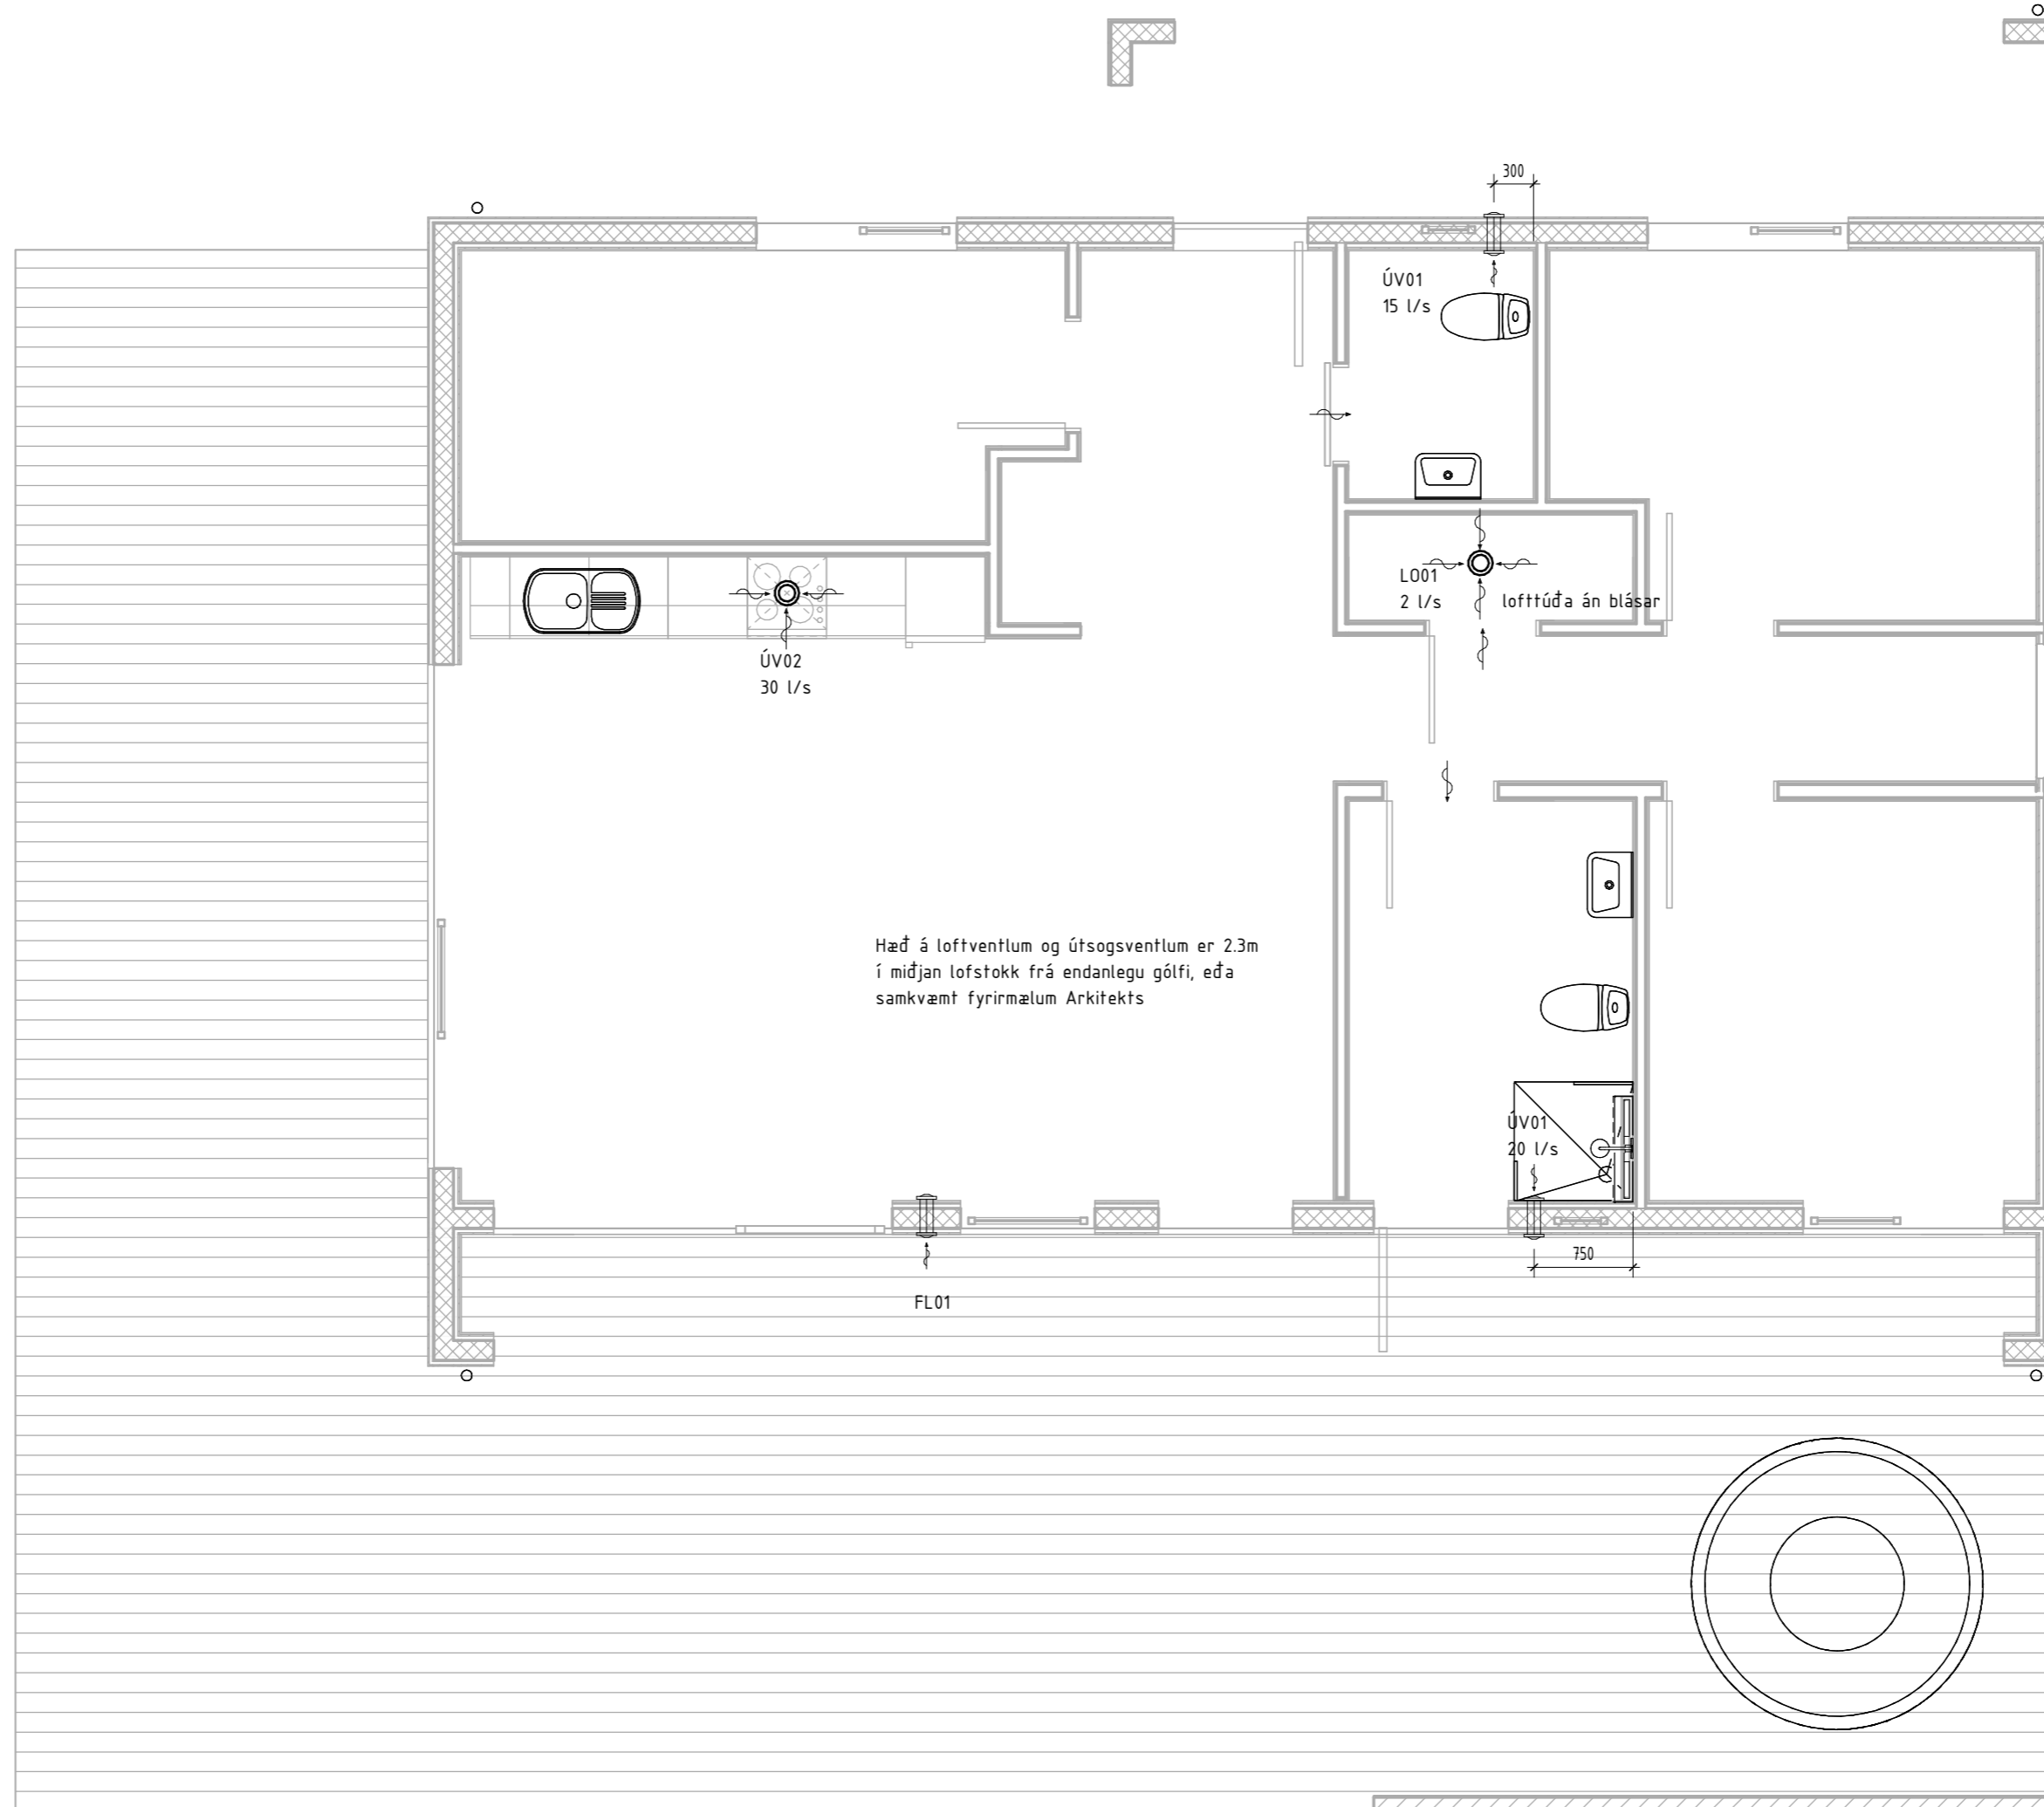 300
ÚV01
15 l/s
LO01
2 l/s
lofttúða án blásar
ÚV02
30 l/s
Hæð á loftventlum og útsogsventlum er 2.3m
í miðjan lofstokk frá endanlegu gólfi, eða
samkvæmt fyrirmælum Arkitekts
ÚV01
20 l/s
750
FL01